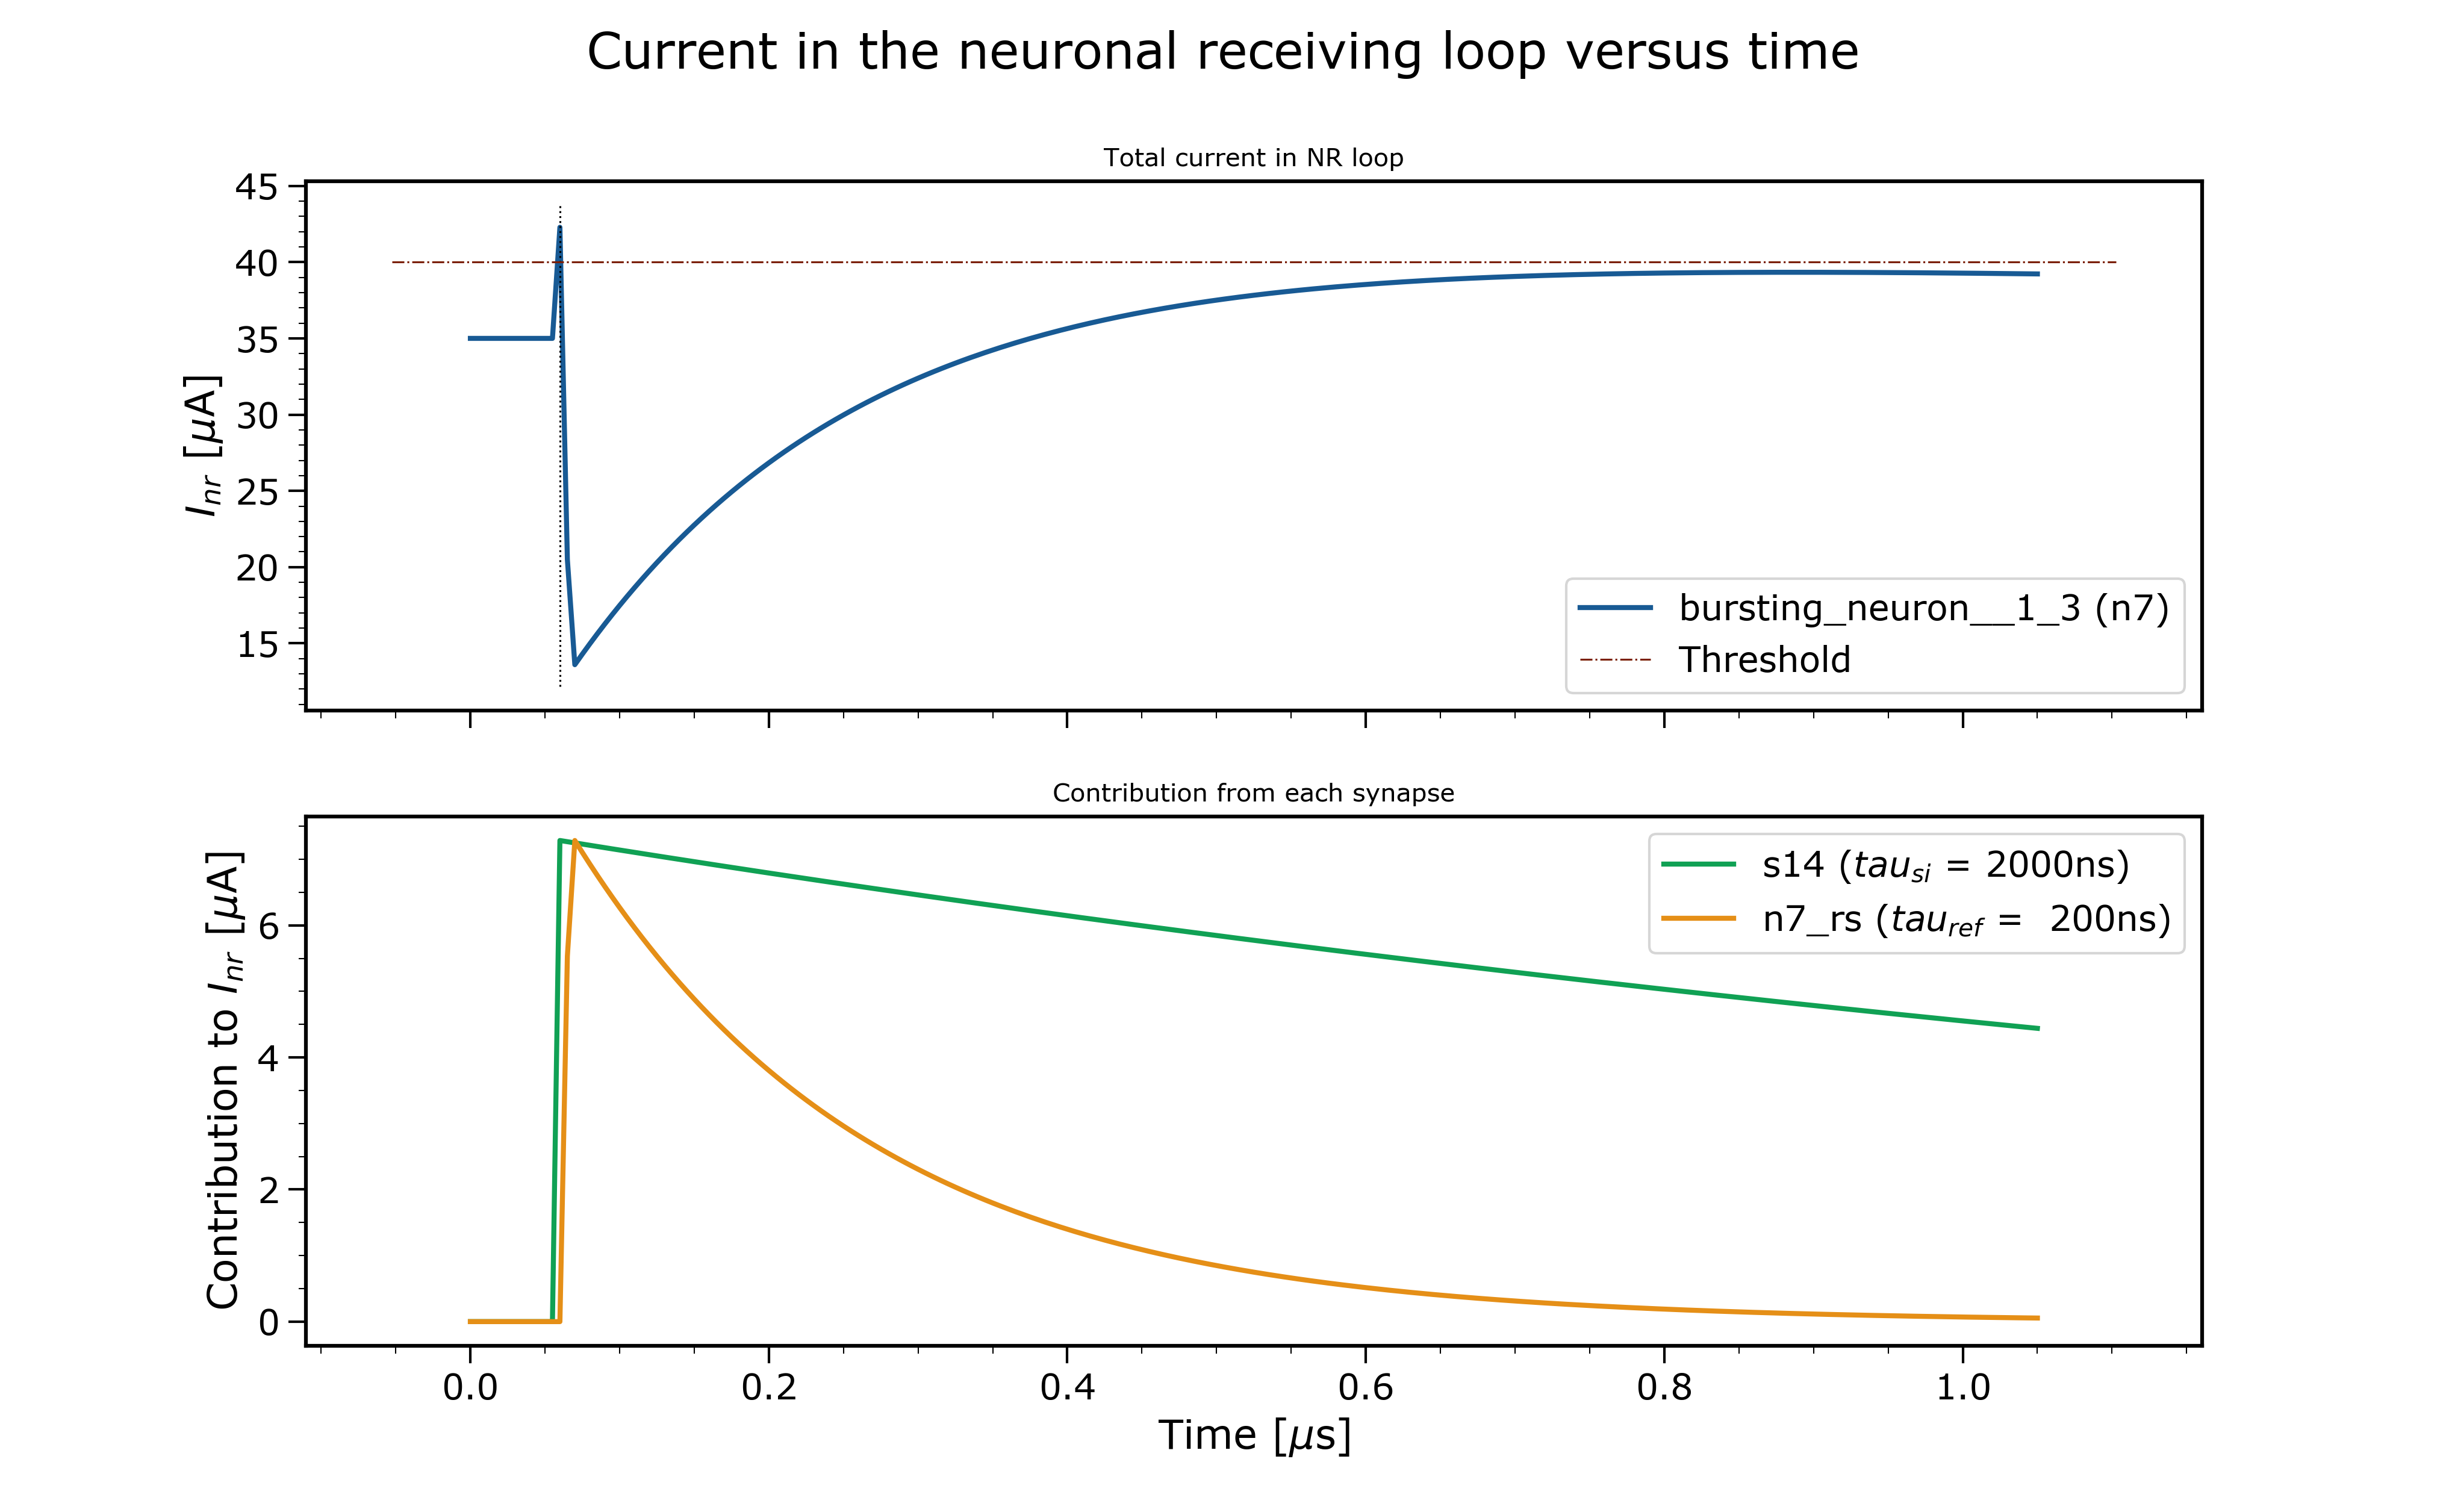 Current in the neuronal receiving loop versus time
Total current in NR loop
45
40
35
30
25
20
15
I_nr [μA]
bursting_neuron__1_3 (n7)
Threshold
Contribution from each synapse
6
4
2
0
Contribution to I_nr [μA]
s14 (tau_si = 2000ns)
n7_rs (tau_ref = 200ns)
0.0 0.2 0.4 0.6 0.8 1.0
Time [μs]